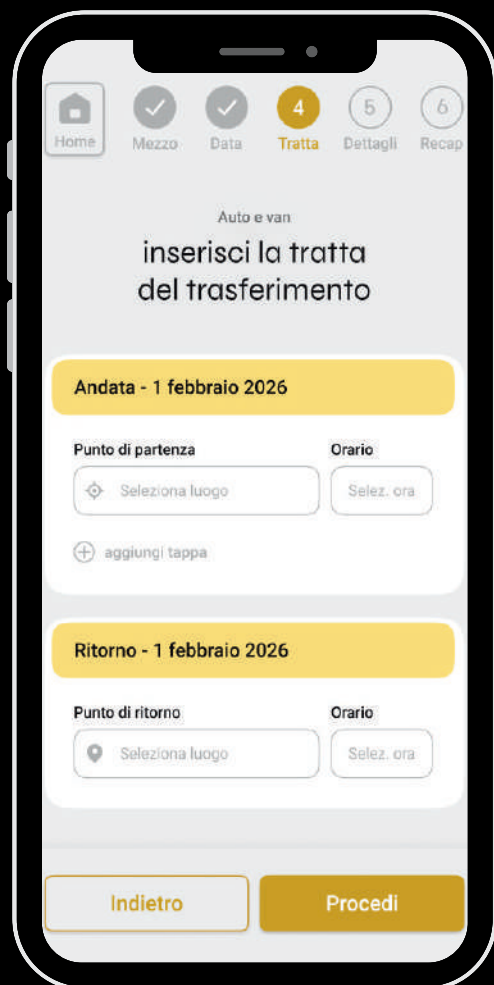 4 5 6
Home Mezzo Data Tratta Dettagli Recap
Auto e van
inserisci la tratta
del trasferimento
Andata - 1 febbraio 2026
Punto di partenza Orario
Seleziona luogo Selez. ora
aggiungi tappa
Ritorno - 1 febbraio 2026
Punto di ritorno Orario
Seleziona luogo Selez. ora
Indietro Procedi